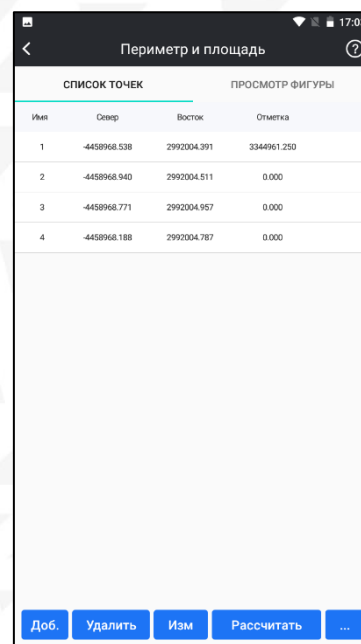 17:0
Периметр и площадь
СПИСОК ТОЧЕК ПРОСМОТР ФИГУРЫ
Имя Север Восток Отметка
1 -4458968.538 2992004.391 3344961.250
2 -4458968.940 2992004.511 0.000
3 -4458968.771 2992004.957 0.000
4 -4458968.188 2992004.787 0.000
Доб. Удалить Изм Рассчитать ...